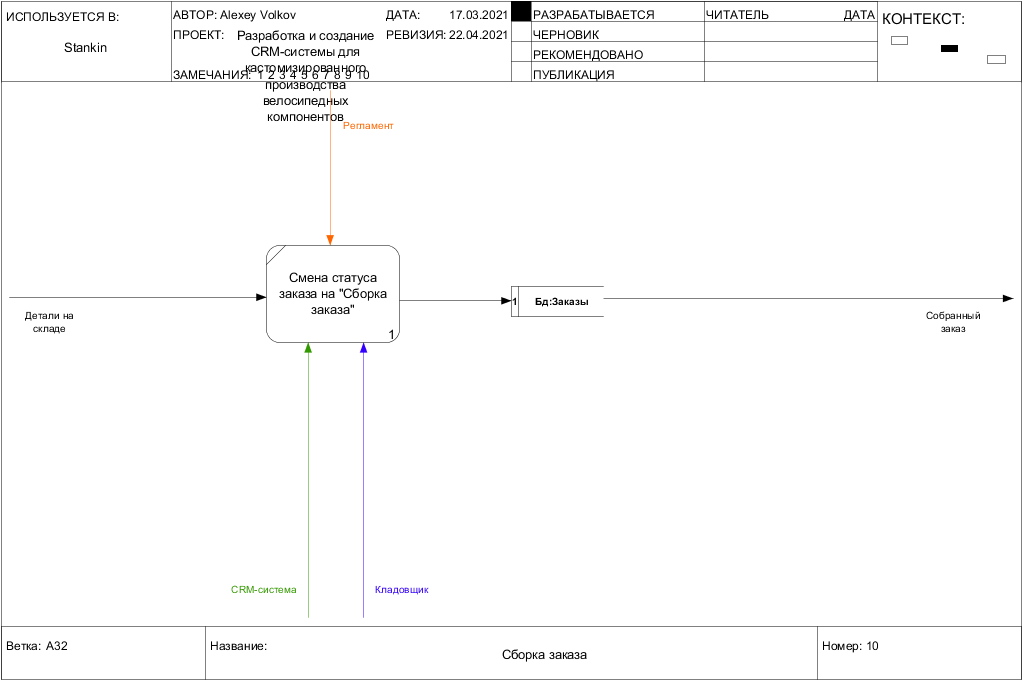 ИСПОЛЬЗУЕТСЯ В:
Stankin
АВТОР: Alexey Volkov
ДАТА: 17.03.2021
ПРОЕКТ: Разработка и создание
CRM-системы для
кастомизированного
производства
велосипедных
компонентов
РЕВИЗИЯ: 22.04.2021
ЗАМЕЧАНИЯ: 1 2 3 4 5 6 7 8 9 10
РАЗРАБАТЫВАЕТСЯ
ЧЕРНОВИК
РЕКОМЕНДОВАНО
ПУБЛИКАЦИЯ
ЧИТАТЕЛЬ ДАТА
КОНТЕКСТ:
Регламент
Смена статуса
заказа на "Сборка
заказа"
1
1 Бд:Заказы
Детали на
складе
Собранный
заказ
CRM-система
Кладовщик
Ветка: A32
Название:
Сборка заказа
Номер: 10